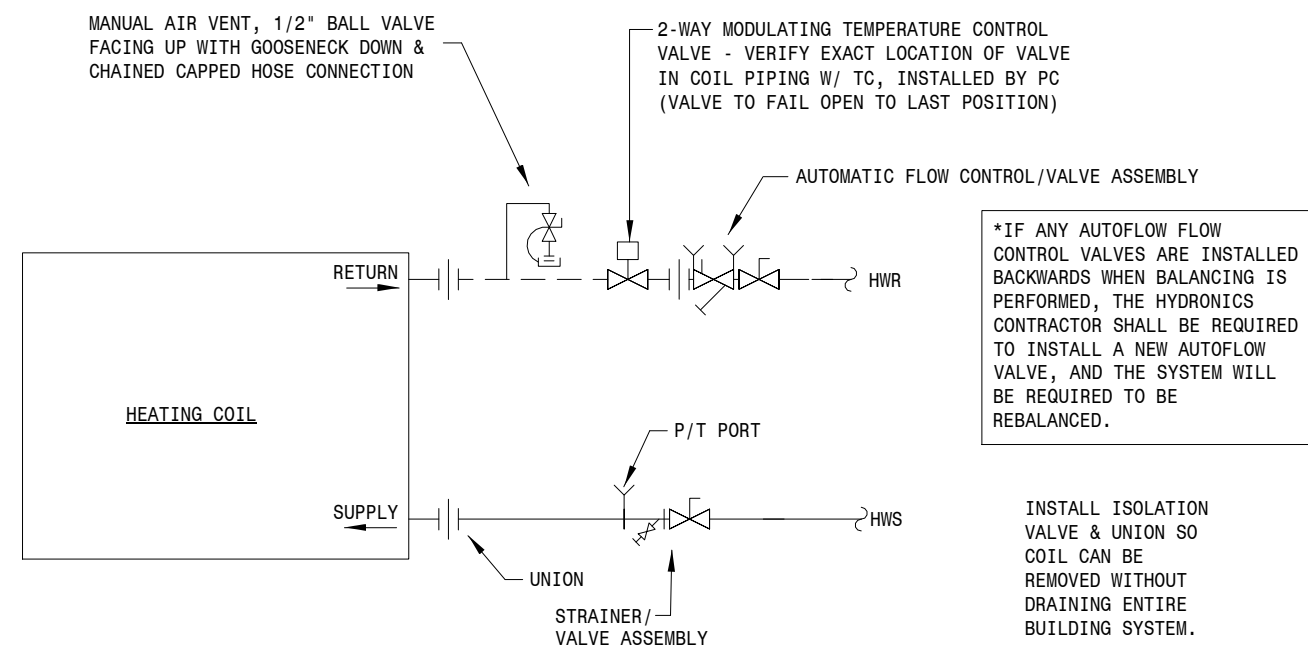 MANUAL AIR VENT, 1/2" BALL VALVE
FACING UP WITH GOOSENECK DOWN &
CHAINED CAPPED HOSE CONNECTION
2-WAY MODULATING TEMPERATURE CONTROL
VALVE - VERIFY EXACT LOCATION OF VALVE
IN COIL PIPING W/ TC, INSTALLED BY PC
(VALVE TO FAIL OPEN TO LAST POSITION)
AUTOMATIC FLOW CONTROL/VALVE ASSEMBLY
*IF ANY AUTOFLOW FLOW
CONTROL VALVES ARE INSTALLED
BACKWARDS WHEN BALANCING IS
PERFORMED, THE HYDRONICS
CONTRACTOR SHALL BE REQUIRED
TO INSTALL A NEW AUTOFLOW
VALVE, AND THE SYSTEM WILL
BE REQUIRED TO BE
REBALANCED.
RETURN
HWR
HEATING COIL
P/T PORT
SUPPLY
HWS
UNION
STRAINER/
VALVE ASSEMBLY
INSTALL ISOLATION
VALVE & UNION SO
COIL CAN BE
REMOVED WITHOUT
DRAINING ENTIRE
BUILDING SYSTEM.